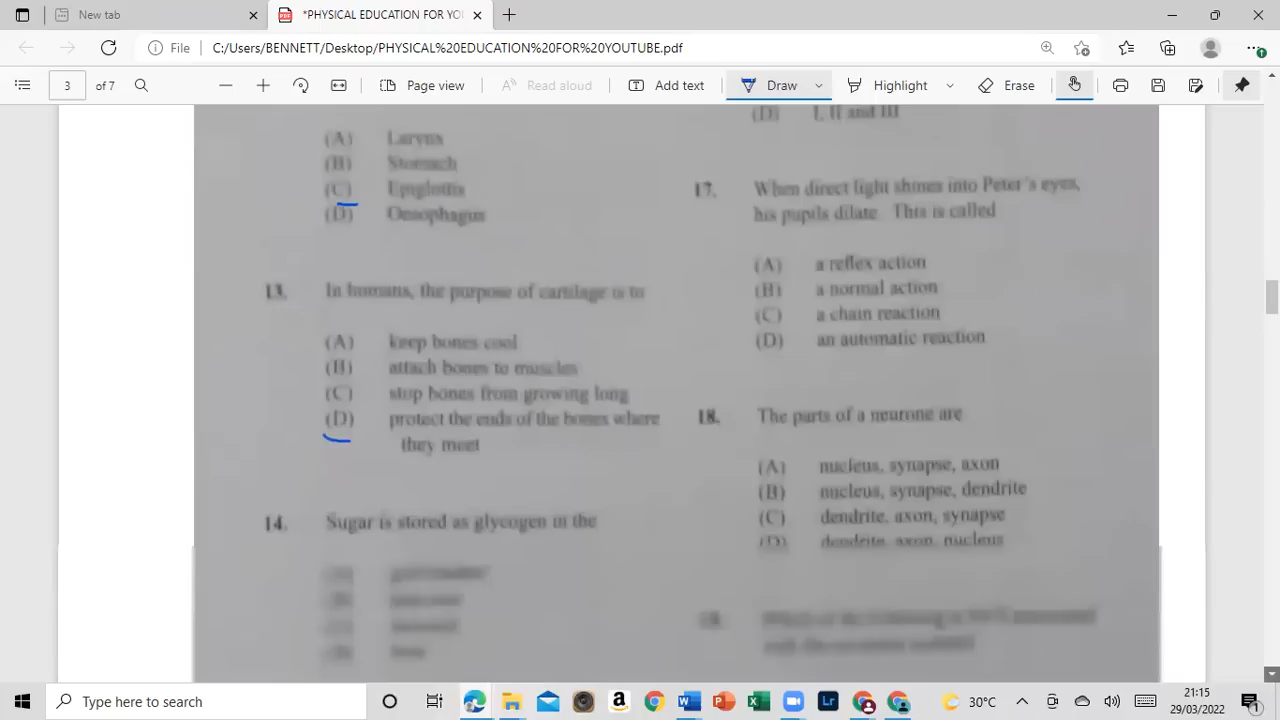 New tab
*PHYSICAL EDUCATION FOR YOU
File C:/Users/BENNETT/Desktop/PHYSICAL%20EDUCATION%20FOR%20YOUTUBE.pdf
3 of 7 Page view Read aloud Add text Draw Highlight Erase
(A) Larynx
(B) Stomach
(C) Epiglottis
(D) Oesophagus
13. In humans, the purpose of cartilage is to
(A) keep bones cool
(B) attach bones to muscles
(C) stop bones from growing long
(D) protect the ends of the bones where
they meet
14. Sugar is stored as glycogen in the
(D) I, II and III
17. When direct light shines into Peter's eyes,
his pupils dilate. This is called
(A) a reflex action
(B) a normal action
(C) a chain reaction
(D) an automatic reaction
18. The parts of a neurone are
(A) nucleus, synapse, axon
(B) nucleus, synapse, dendrite
(C) dendrite, axon, synapse
(D) dendrite, axon, nucleus
Type here to search
30°C
21:15
29/03/2022